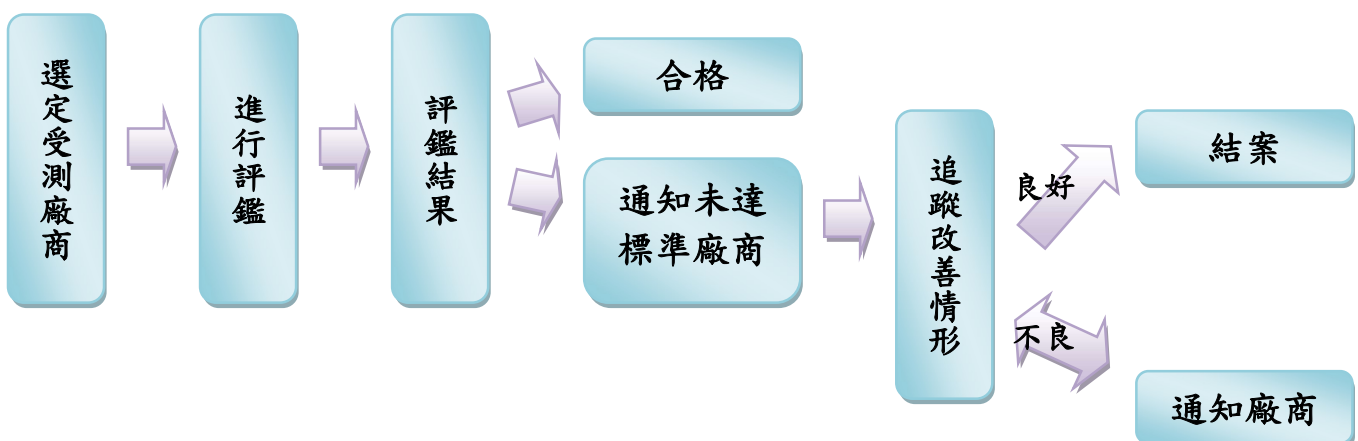 選定受測廠商
進行評鑑
評鑑結果
合格
通知未達
標準廠商
追蹤改善情形
良好
結案
不良
通知廠商